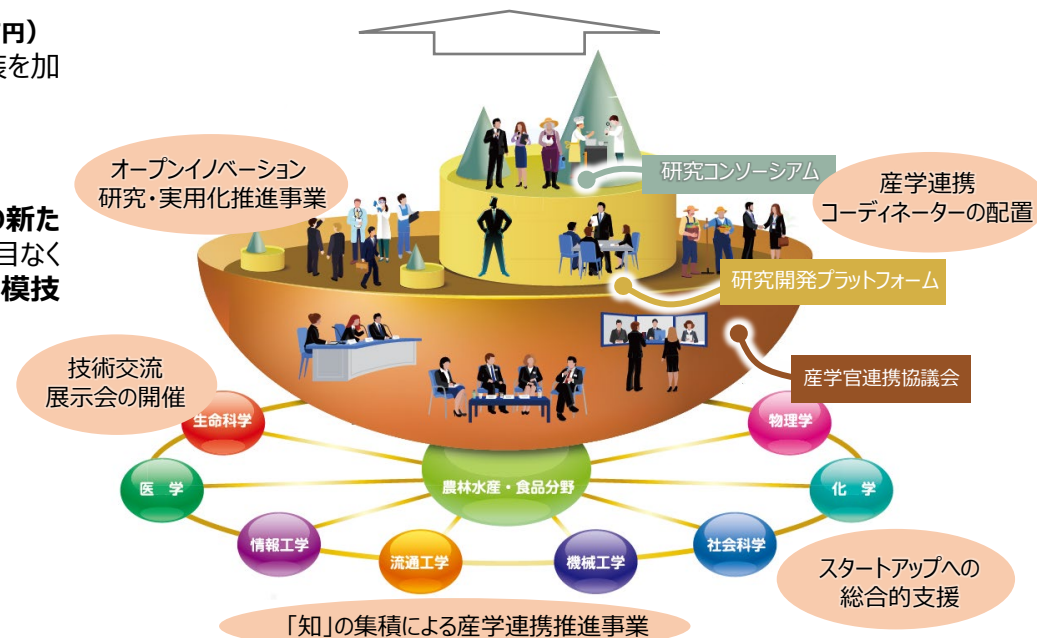 円）
装を加
の新た
目なく
模技
オープンイノベーション
研究・実用化推進事業
研究コンソーシアム
産学連携
コーディネーターの配置
研究開発プラットフォーム
産学官連携協議会
技術交流
展示会の開催
生命科学
物理学
医 学
農林水産・食品分野
化 学
情報工学
流通工学
機械工学
社会科学
スタートアップへの
総合的支援
「知」の集積による産学連携推進事業